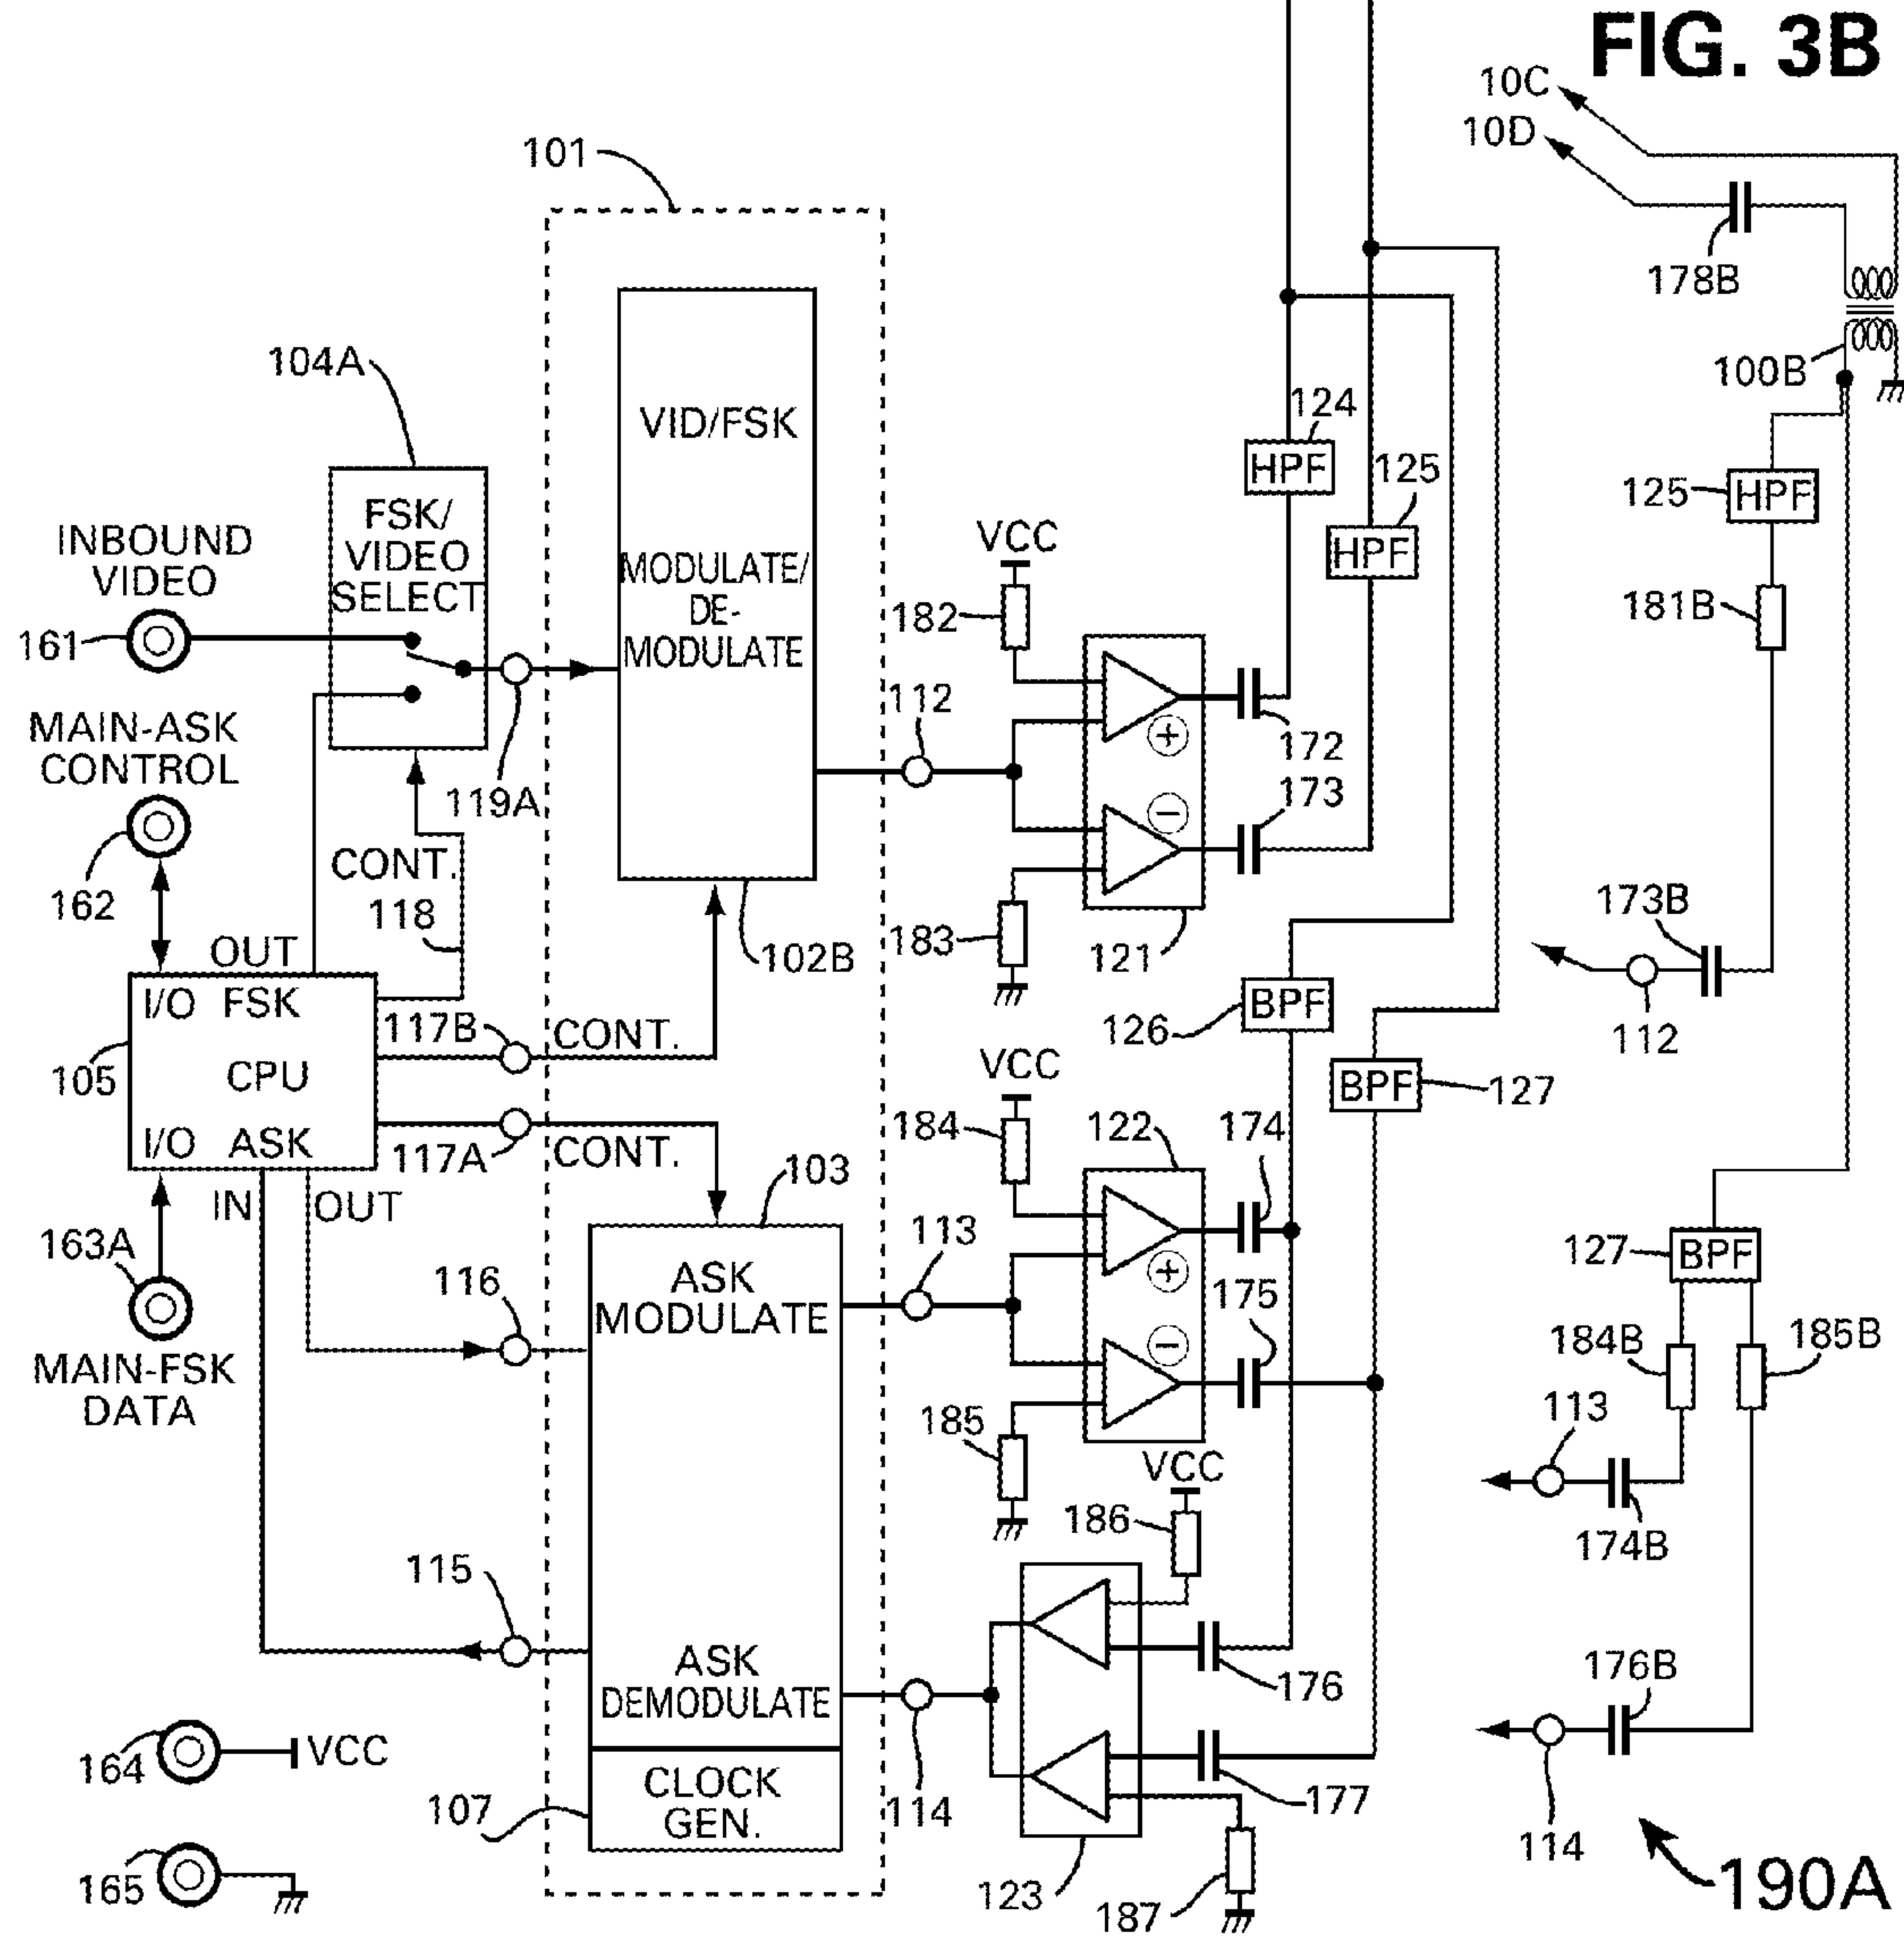 FIG. 3B
10C
10D
101
178B
104A
100B
124
VID/FSK
HPF
125
HPF
125
HPF
FSK/
VIDEO
SELECT
INBOUND
VIDEO
VCC
MODULATE/
DE-
MODULATE
182
181B
161
112
MAIN-ASK
CONTROL
172
119A
173
CONT.
162
118
173B
OUT
183
121
102B
I/O FSK
BPF
117B
CONT.
126
112
105
CPU
VCC
BPF
127
I/O ASK
117A
CONT.
184
122
174
103
IN
OUT
163A
113
127
BPF
ASK
MODULATE
116
175
184B
185B
MAIN-FSK
DATA
113
185
VCC
186
174B
115
ASK
DEMODULATE
176
176B
164
VCC
CLOCK
GEN.
107
114
177
114
165
123
187
190A